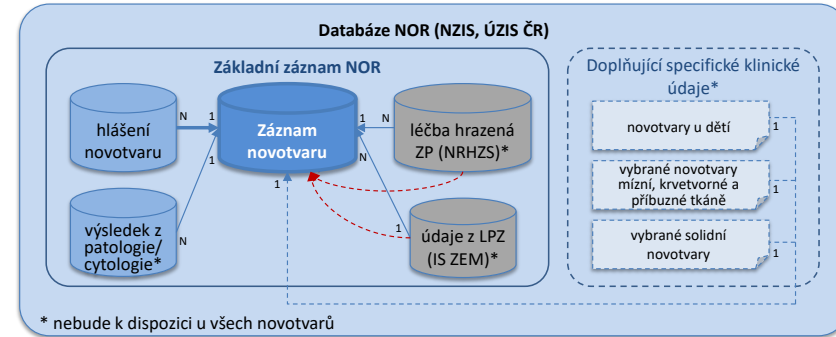 Databáze NOR (NZIS, ÚZIS ČR)
Základní záznam NOR
hlášení
novotvaru
N
1
Záznam
novotvaru
1
N
léčba hrazená
ZP (NRHZS)*
1
N
1
výsledek z
patologie/
cytologie*
N
1
údaje z LPZ
(IS ZEM)*
Doplňující specifické klinické
údaje*
novotvary u dětí
1
vybrané novotvary
mízní, krvetvorné a
příbuzné tkáně
1
vybrané solidní
novotvary
1
* nebude k dispozici u všech novotvarů